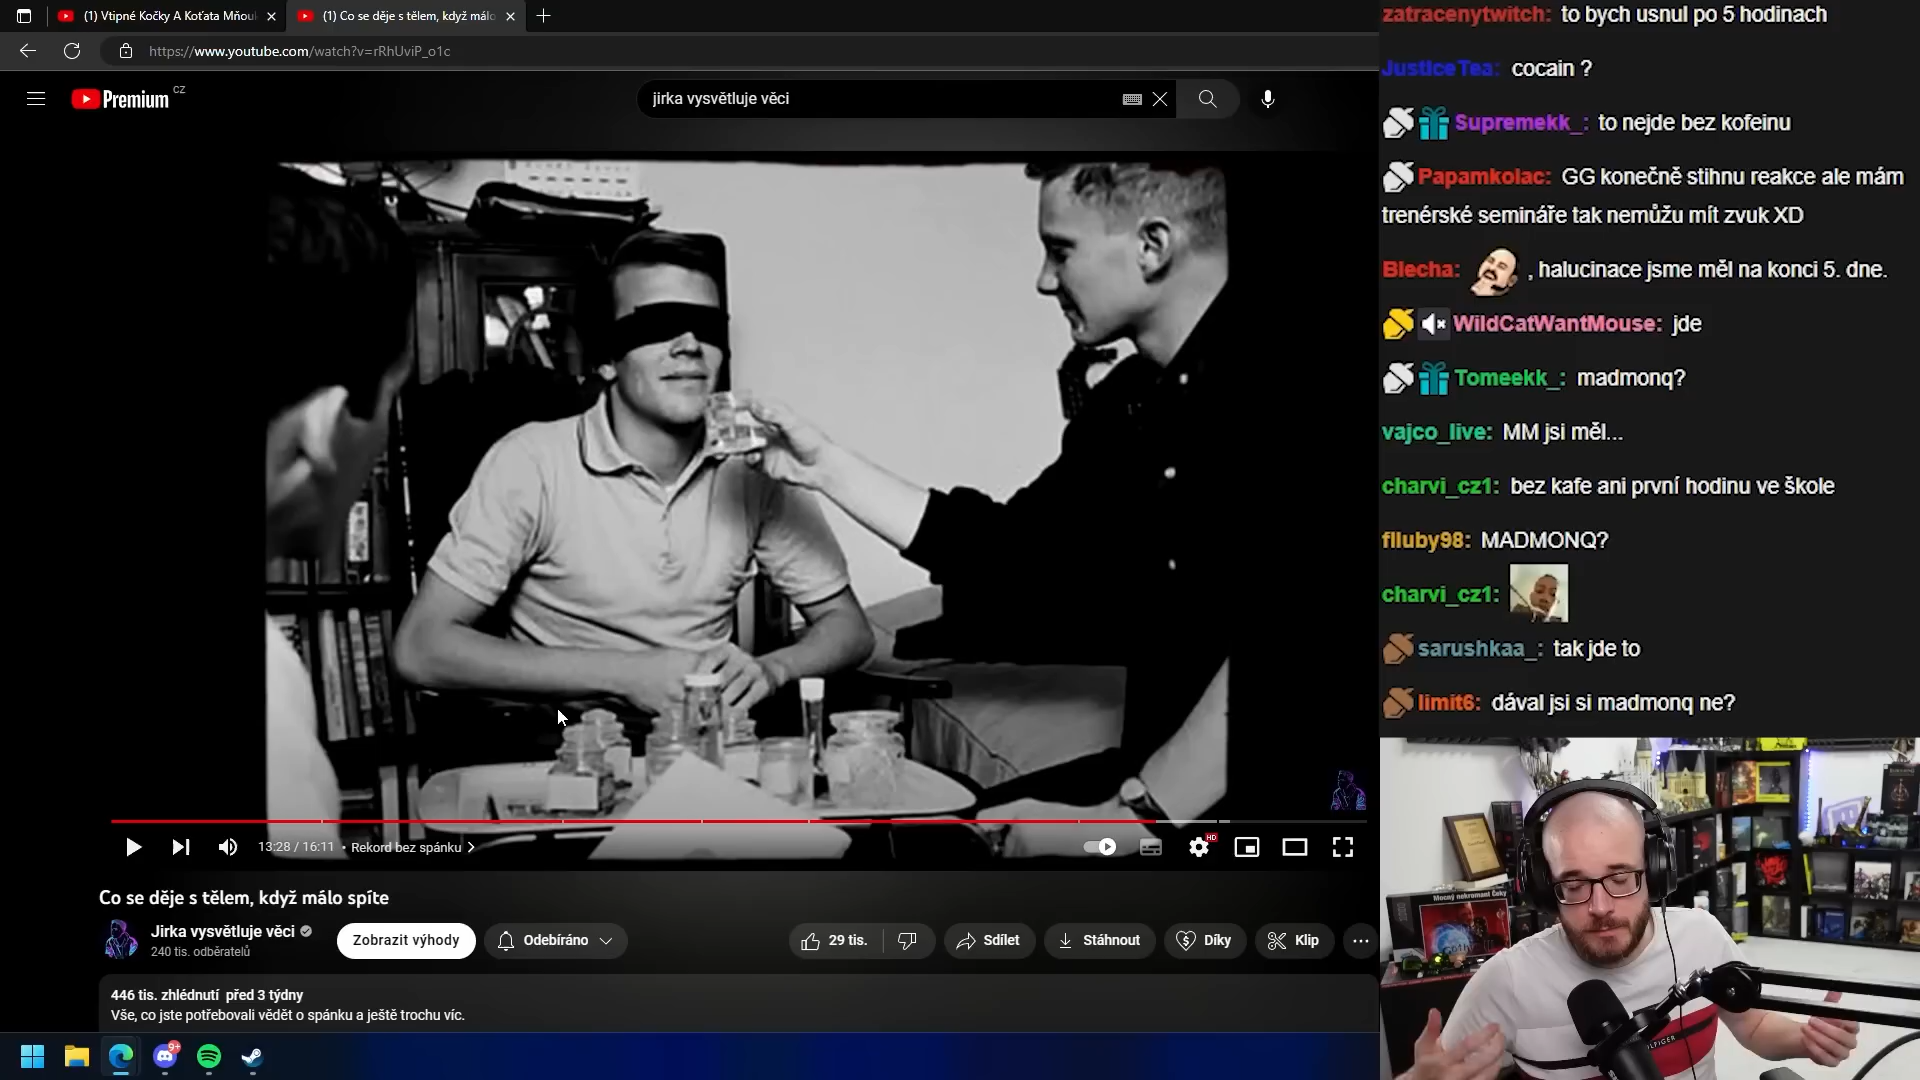 (1) Vtipné Kočky A Koťata Mňouk
(1) Co se děje s tělem, když málo
https://www.youtube.com/watch?v=rRhUviP_o1c
Premium CZ
jirka vysvětluje věci
13:28 / 16:11 • Rekord bez spánku
HD
Co se děje s tělem, když málo spíte
Jirka vysvětluje věci
240 tis. odběratelů
Zobrazit výhody
Odebíráno
29 tis.
Sdílet
Stáhnout
Díky
Klip
446 tis. zhlédnutí před 3 týdny
Vše, co jste potřebovali vědět o spánku a ještě trochu víc.
9+
zatracenytwitch: to bych usnul po 5 hodinach
JusticeTea: cocain ?
Supremekk_: to nejde bez kofeinu
Papamkolac: GG konečně stihnu reakce ale mám
trenérské semináře tak nemůžu mít zvuk XD
Blecha: , halucinace jsme měl na konci 5. dne.
WildCatWantMouse: jde
Tomeekk_: madmonq?
vajco_live: MM jsi měl...
charvi_cz1: bez kafe ani první hodinu ve škole
flluby98: MADMONQ?
charvi_cz1:
sarushkaa_: tak jde to
limit6: dával jsi si madmonq ne?
Mocný nekromant Čeky